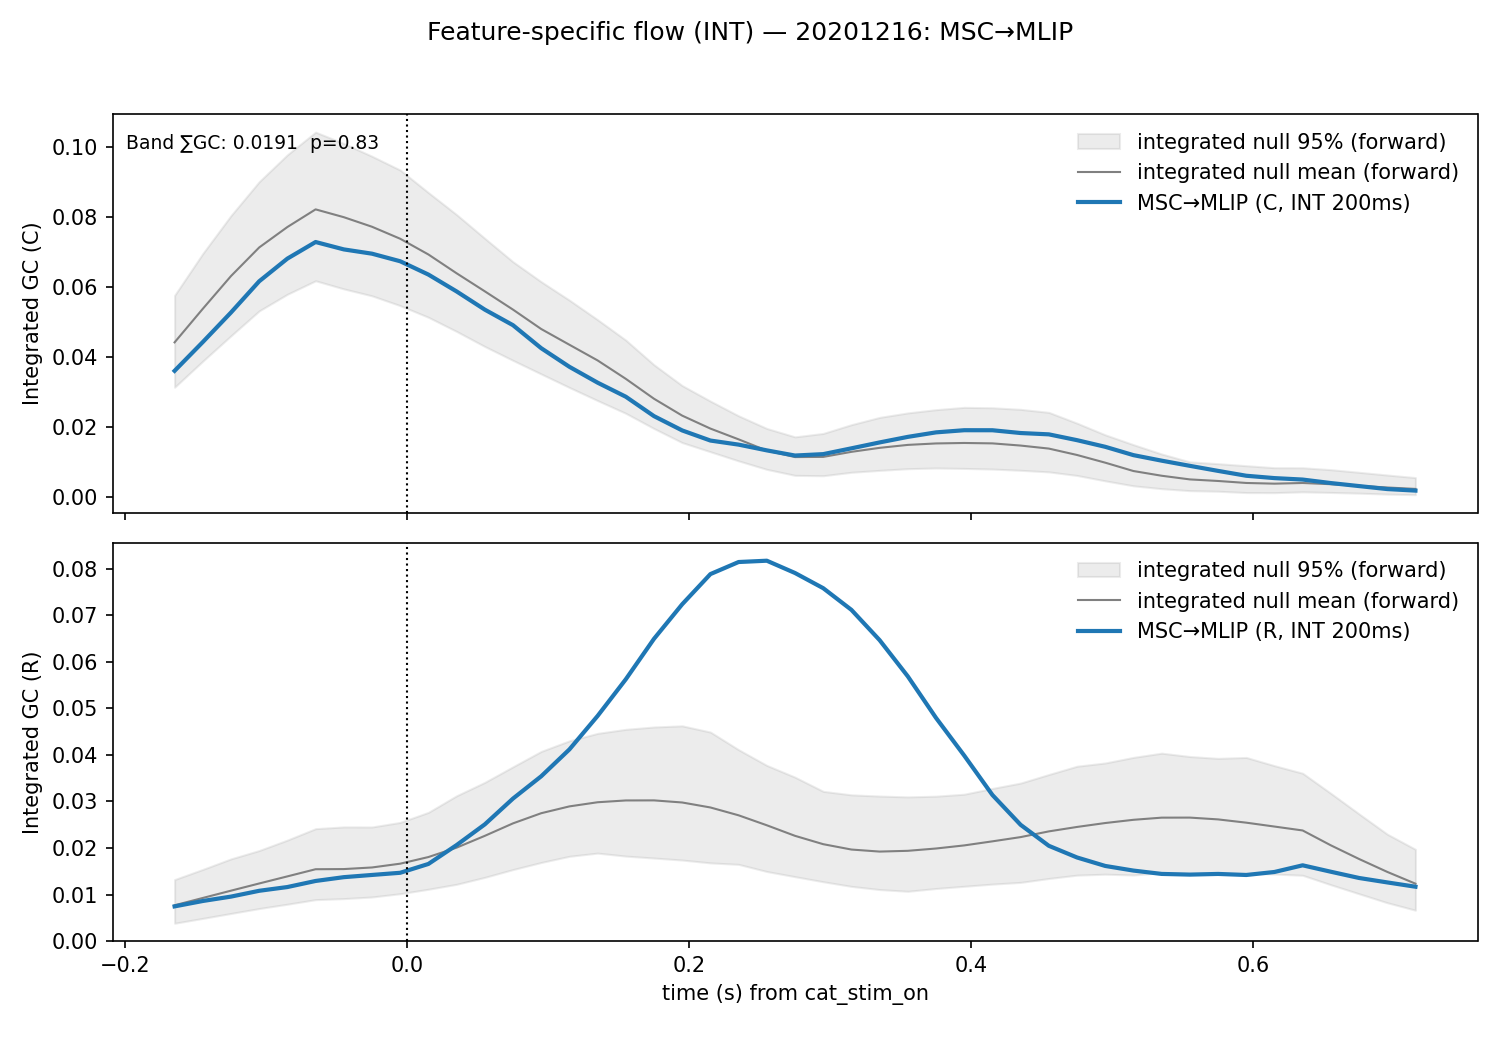 Feature-specific flow (INT) — 20201216: MSC→MLIP
Band ∑GC: 0.0191  p=0.83
integrated null 95% (forward)
integrated null mean (forward)
MSC→MLIP (C, INT 200ms)
Integrated GC (C)
0.10
0.08
0.06
0.04
0.02
0.00
integrated null 95% (forward)
integrated null mean (forward)
MSC→MLIP (R, INT 200ms)
Integrated GC (R)
0.08
0.07
0.06
0.05
0.04
0.03
0.02
0.01
0.00
−0.2
0.0
0.2
0.4
0.6
time (s) from cat_stim_on